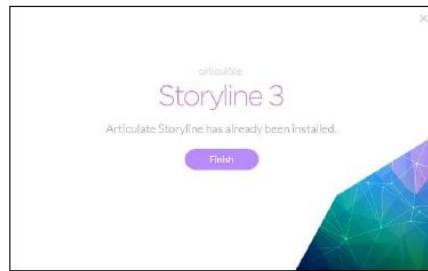 articulate
Storyline 3
Articulate Storyline has already been installed.
Finish